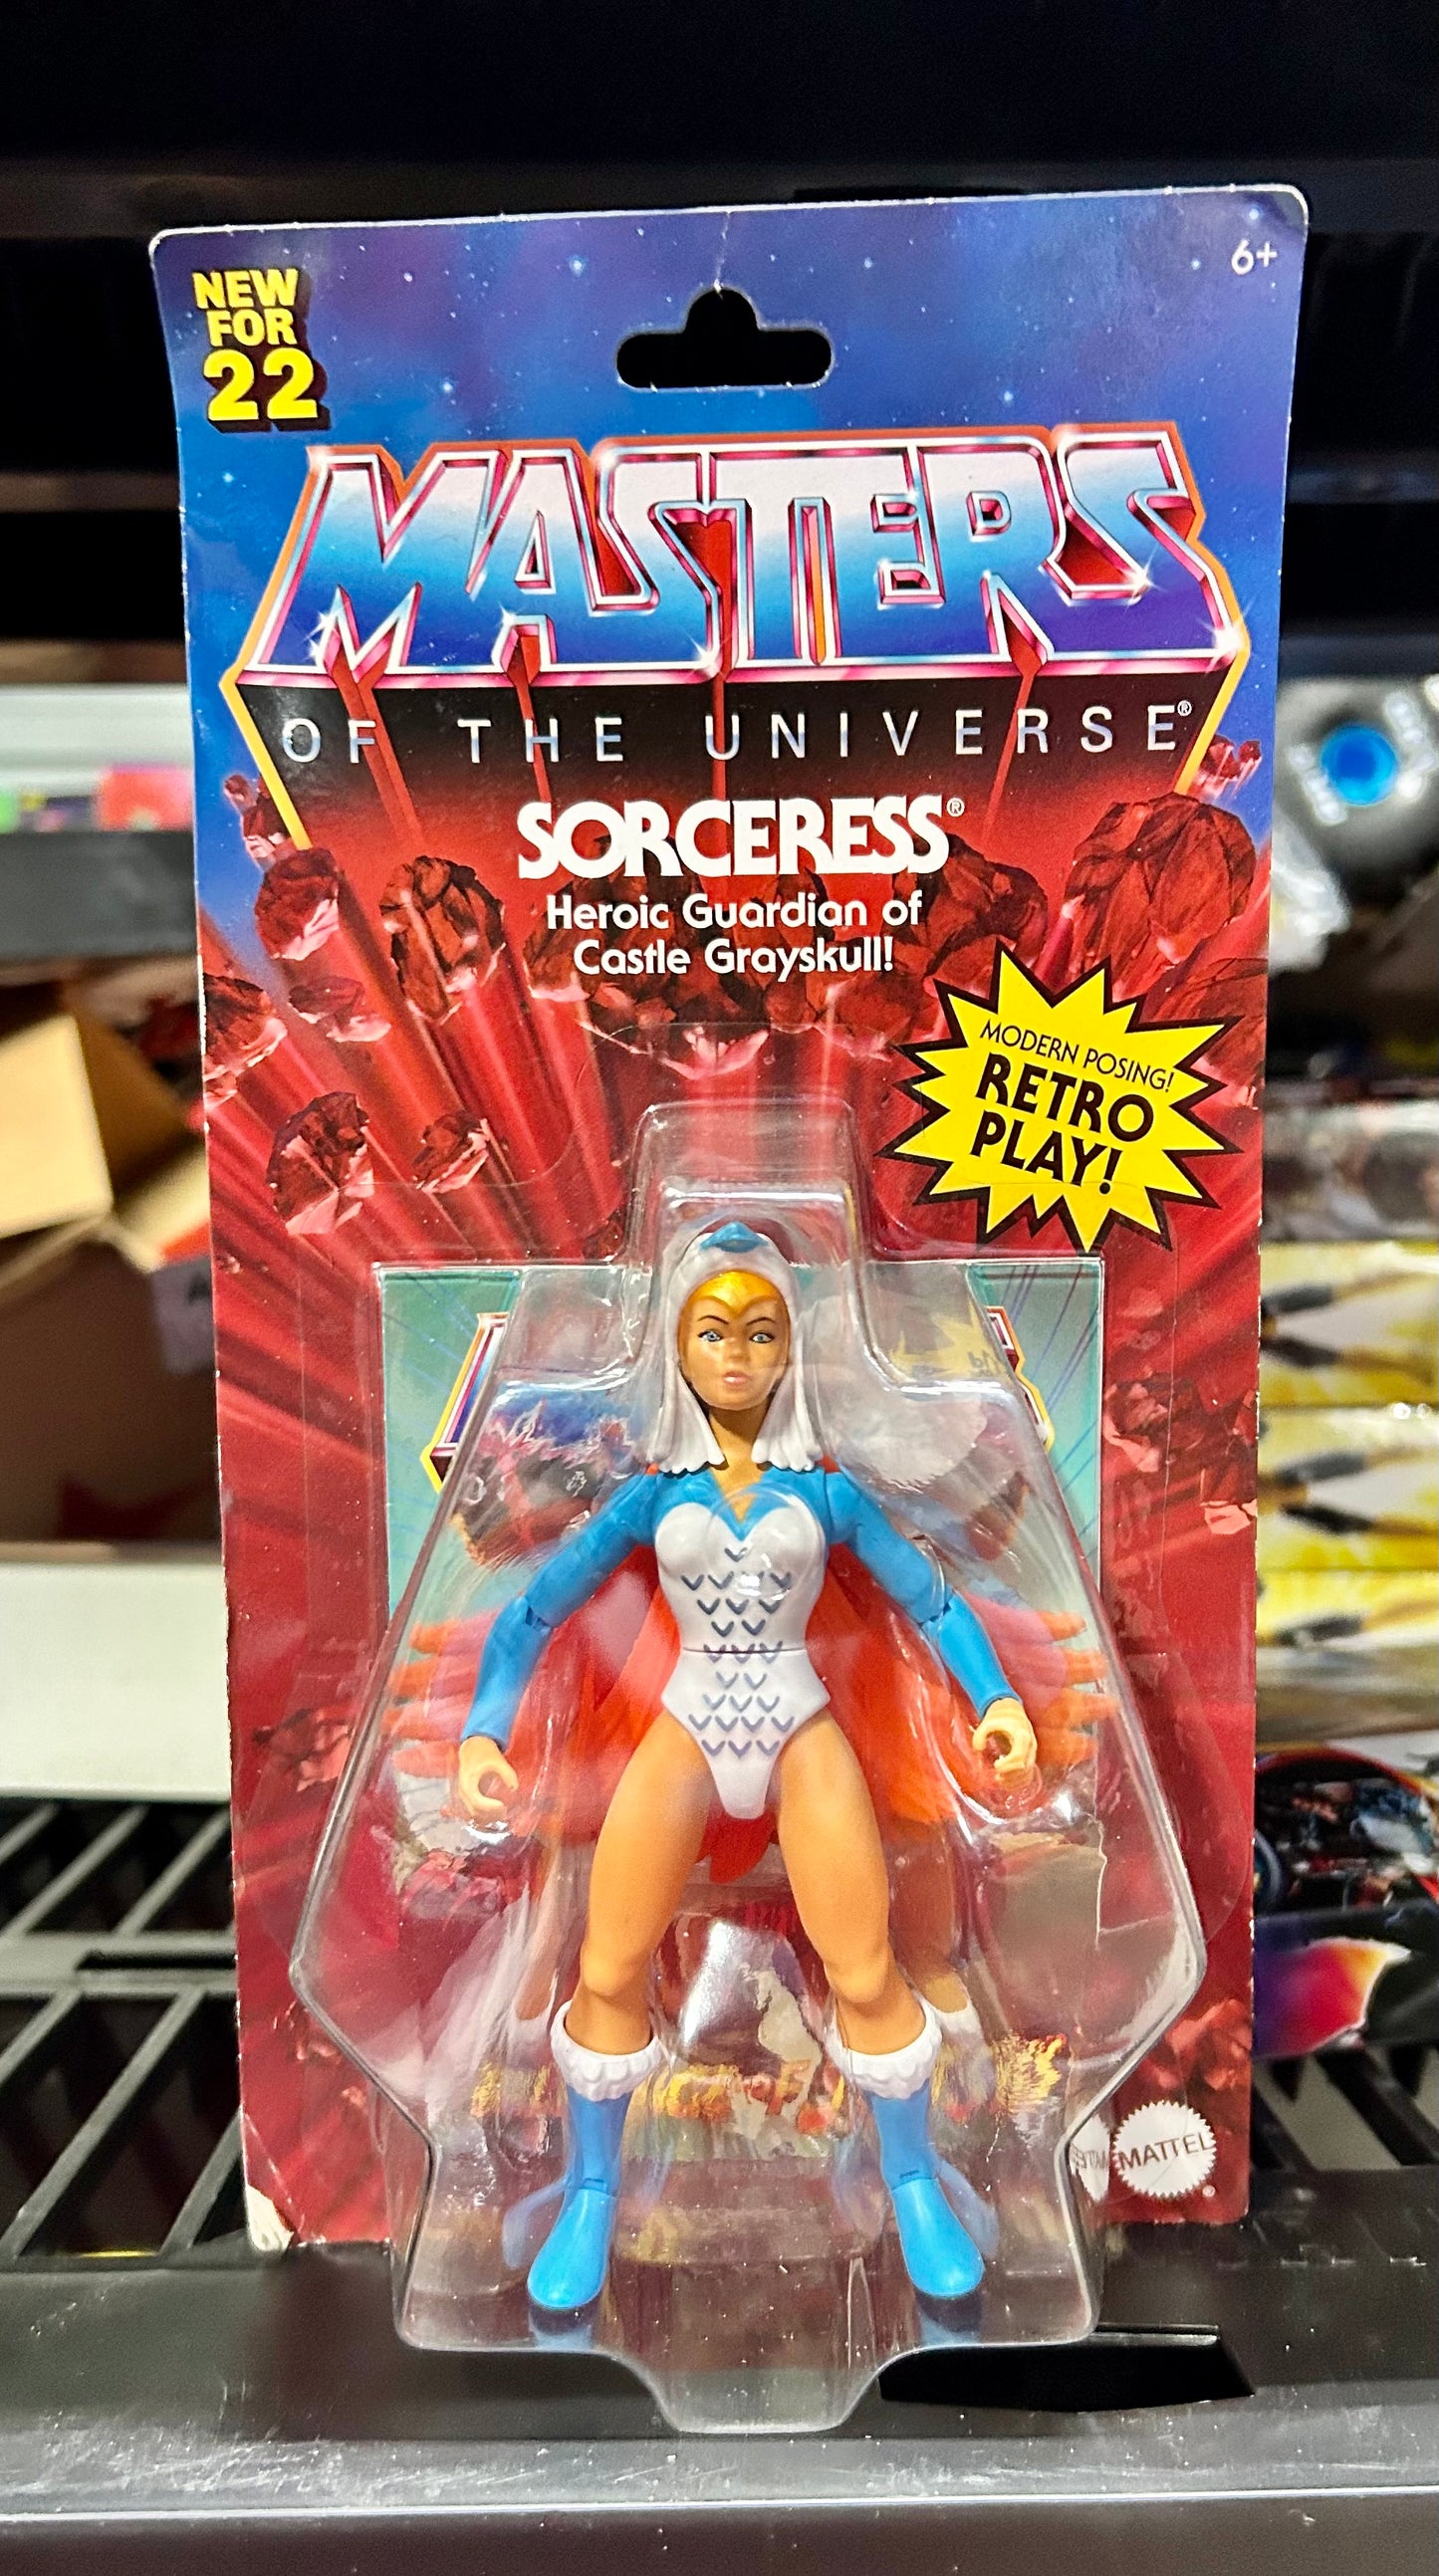 NEW
FOR
22
6+
MASTERS
OF THE UNIVERSE®
SORCERESS®
Heroic Guardian of
Castle Grayskull!
MODERN POSING!
RETRO
PLAY!
MATTEL